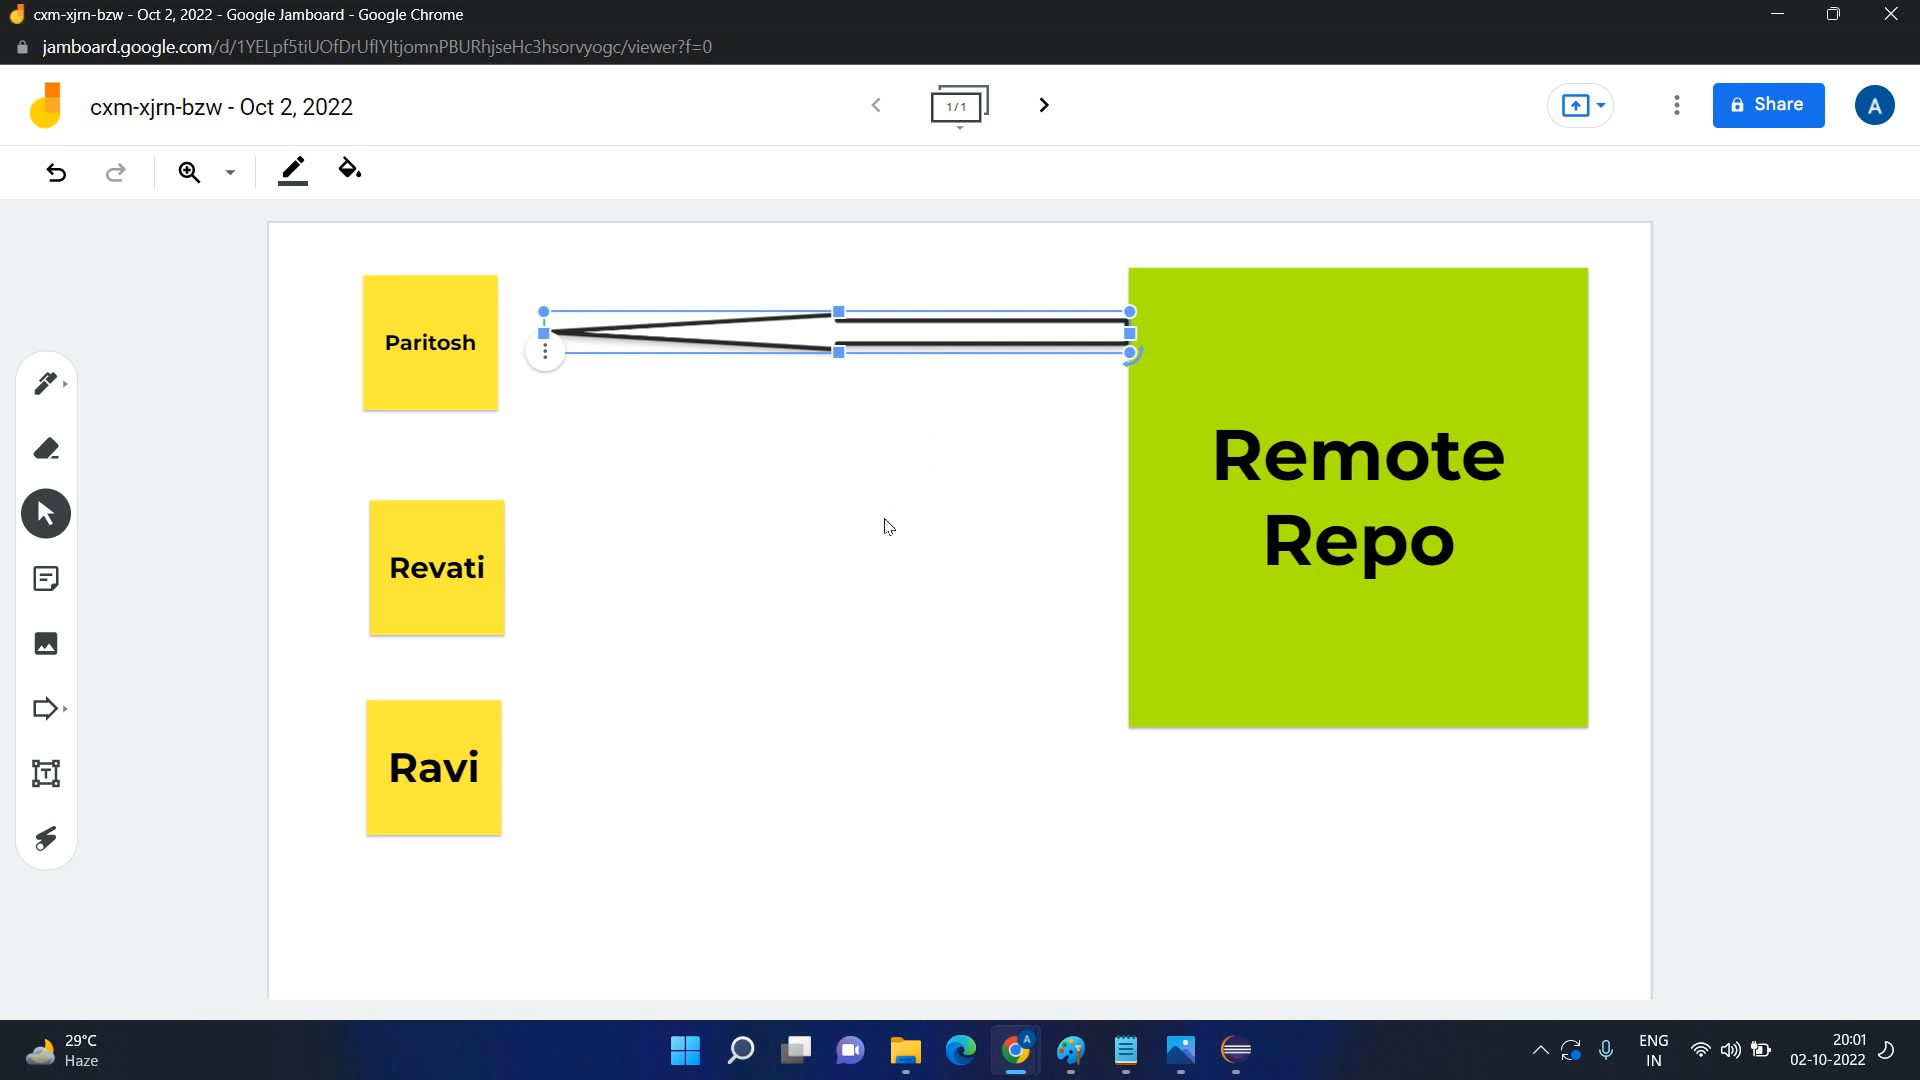 cxm-xjrn-bzw - Oct 2, 2022 - Google Jamboard - Google Chrome
jamboard.google.com/d/1YELpf5tiUOfDrUflYltjomnPBURhjseHc3hsorvyogc/viewer?f=0
cxm-xjrn-bzw - Oct 2, 2022
1/1
Share
A
Paritosh
Remote
Repo
Revati
Ravi
29°C
Haze
A
ENG
IN
20:01
02-10-2022